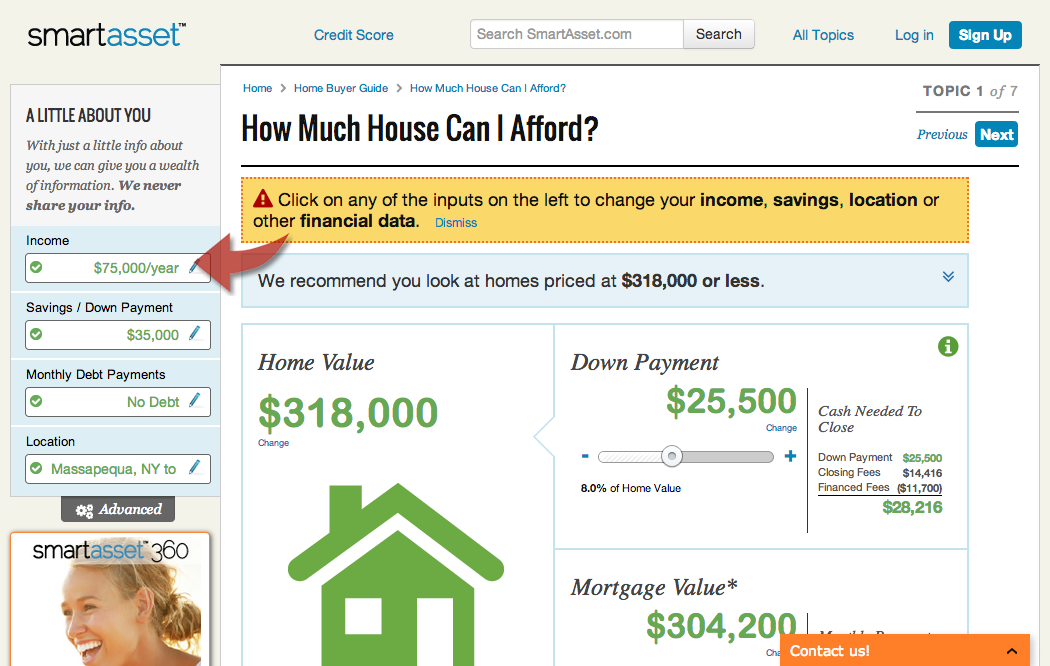 smartasset™
Credit Score
Search SmartAsset.com
Search
All Topics
Log in
Sign Up
A LITTLE ABOUT YOU
With just a little info about
you, we can give you a wealth
of information. We never
share your info.
Income
$75,000/year
Savings / Down Payment
$35,000
Monthly Debt Payments
No Debt
Location
Massapequa, NY to
Advanced
smartasset™360
Home > Home Buyer Guide > How Much House Can I Afford?
TOPIC 1 of 7
How Much House Can I Afford?
Previous
Next
Click on any of the inputs on the left to change your income, savings, location or
other financial data. Dismiss
We recommend you look at homes priced at $318,000 or less.
Home Value
$318,000
Change
Down Payment
$25,500
Change
- +
8.0% of Home Value
Cash Needed To
Close
Down Payment $25,500
Closing Fees $14,416
Financed Fees ($11,700)
$28,216
Mortgage Value*
$304,200
Contact us!